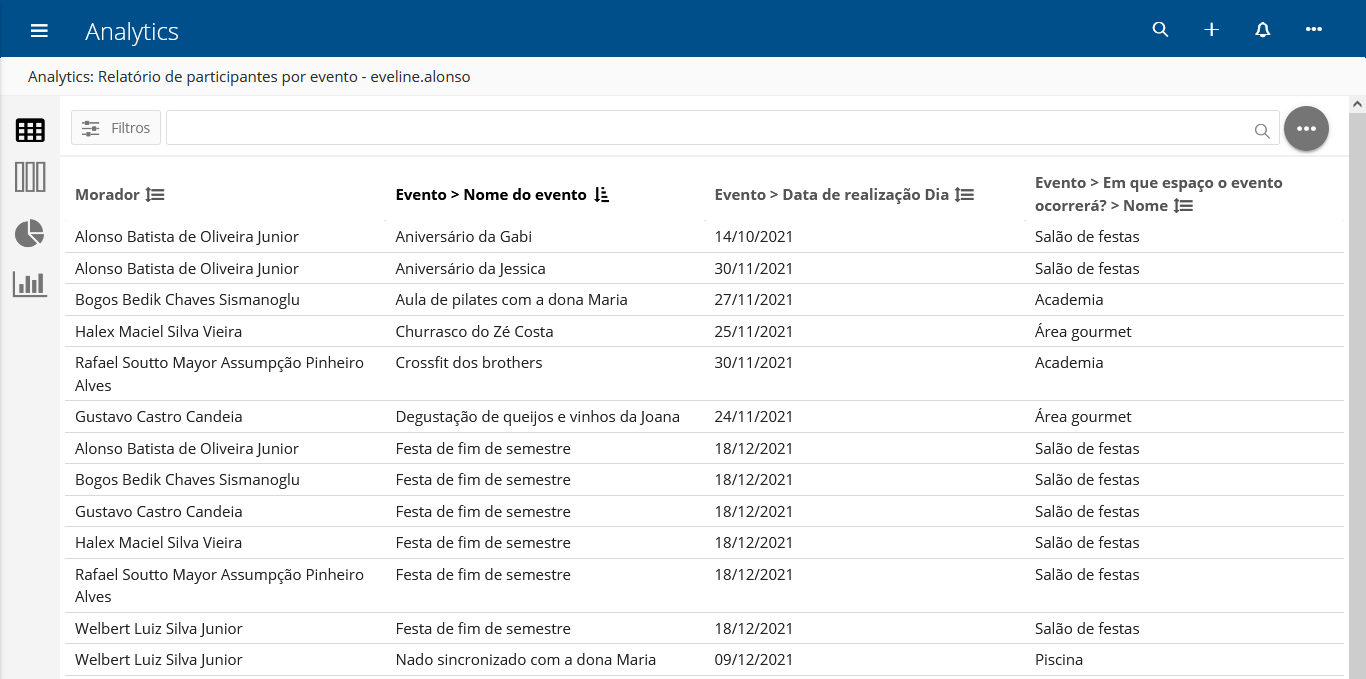 Analytics
Analytics: Relatório de participantes por evento - eveline.alonso
Filtros
Morador Evento > Nome do evento Evento > Data de realização Dia Evento > Em que espaço o evento
ocorrerá? > Nome
Alonso Batista de Oliveira Junior Aniversário da Gabi 14/10/2021 Salão de festas
Alonso Batista de Oliveira Junior Aniversário da Jessica 30/11/2021 Salão de festas
Bogos Bedik Chaves Sismanoglu Aula de pilates com a dona Maria 27/11/2021 Academia
Halex Maciel Silva Vieira Churrasco do Zé Costa 25/11/2021 Área gourmet
Rafael Soutto Mayor Assumpção Pinheiro Crossfit dos brothers 30/11/2021 Academia
Alves
Gustavo Castro Candeia Degustação de queijos e vinhos da Joana 24/11/2021 Área gourmet
Alonso Batista de Oliveira Junior Festa de fim de semestre 18/12/2021 Salão de festas
Bogos Bedik Chaves Sismanoglu Festa de fim de semestre 18/12/2021 Salão de festas
Gustavo Castro Candeia Festa de fim de semestre 18/12/2021 Salão de festas
Halex Maciel Silva Vieira Festa de fim de semestre 18/12/2021 Salão de festas
Rafael Soutto Mayor Assumpção Pinheiro Festa de fim de semestre 18/12/2021 Salão de festas
Alves
Welbert Luiz Silva Junior Festa de fim de semestre 18/12/2021 Salão de festas
Welbert Luiz Silva Junior Nado sincronizado com a dona Maria 09/12/2021 Piscina